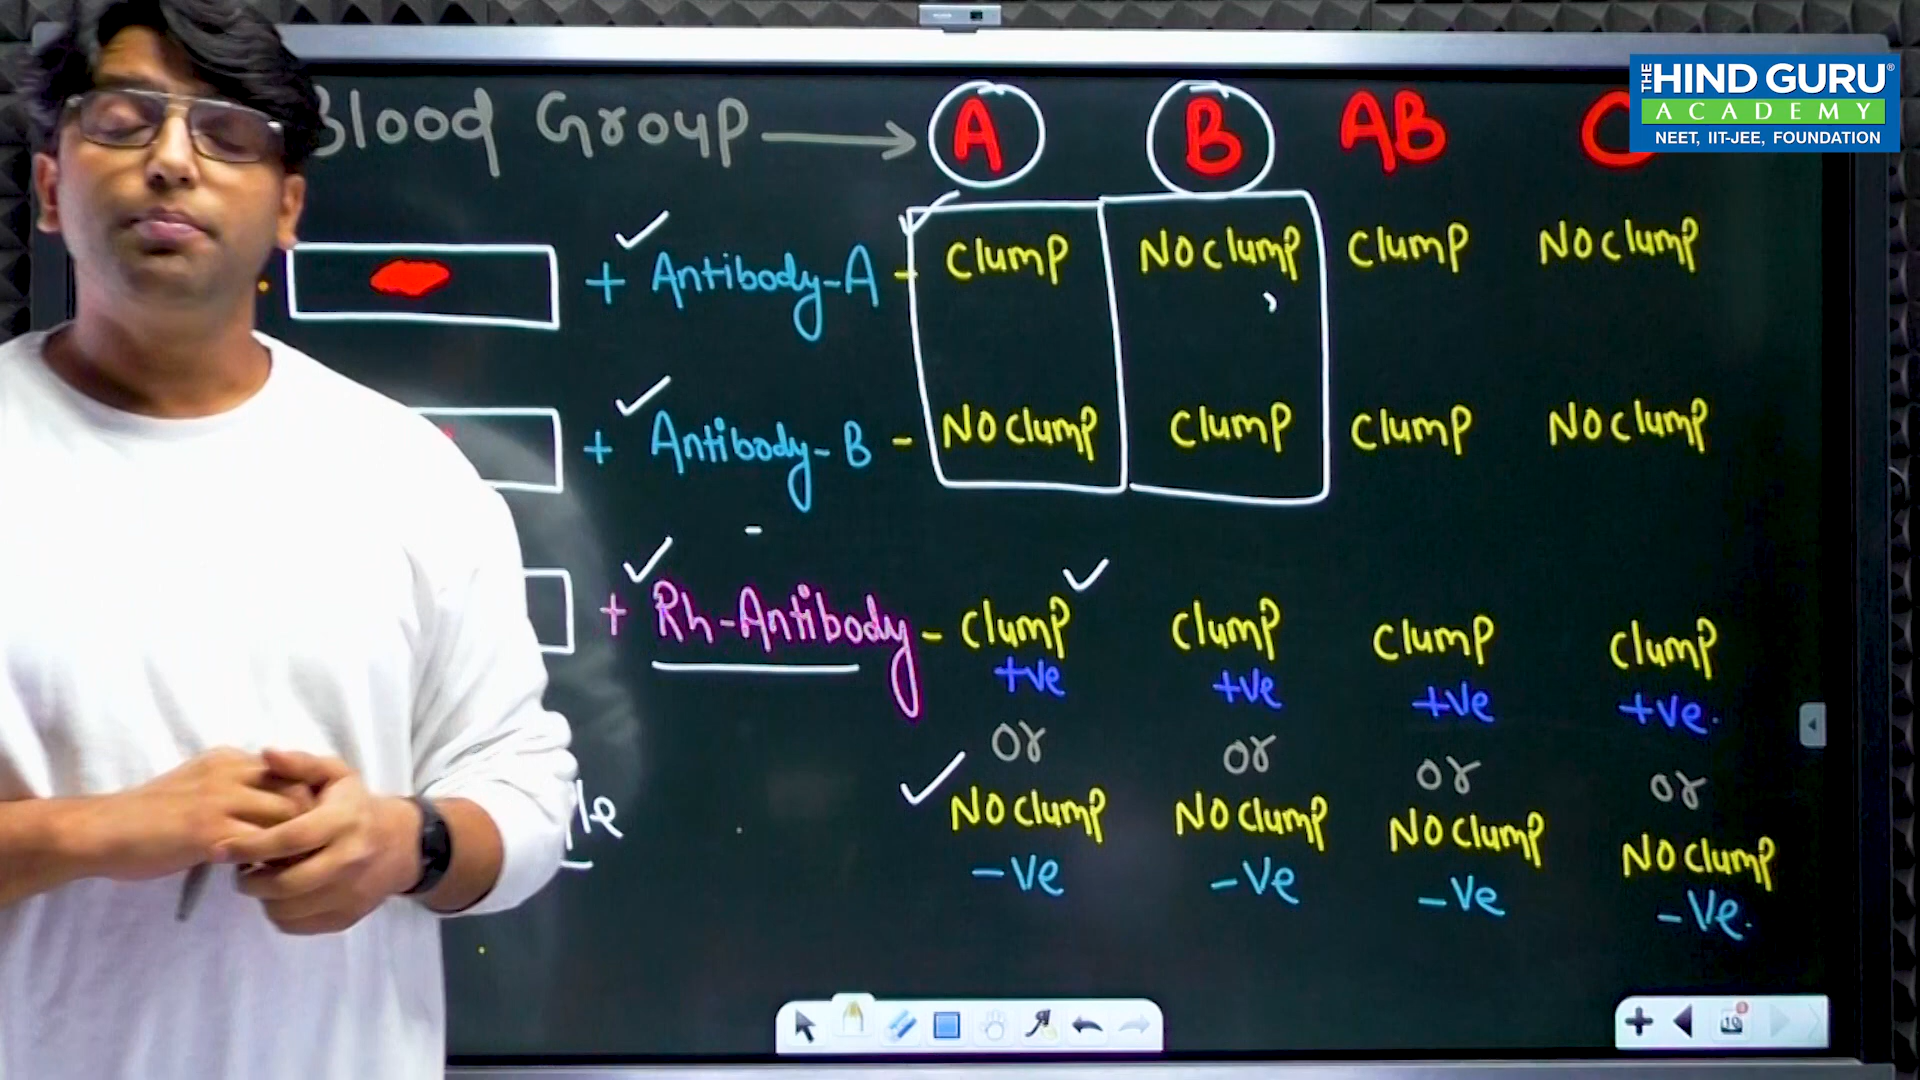 Blood Group → A B AB
+ Antibody-A - Clump No clump Clump No clump
+ Antibody-B - No clump Clump Clump No clump
+ Rh-Antibody - Clump Clump Clump Clump
+ve +ve +ve +ve.
or or or or
No clump No clump No clump No clump
-ve -ve -ve -ve.
THE HIND GURU®
ACADEMY
NEET, IIT-JEE, FOUNDATION
10